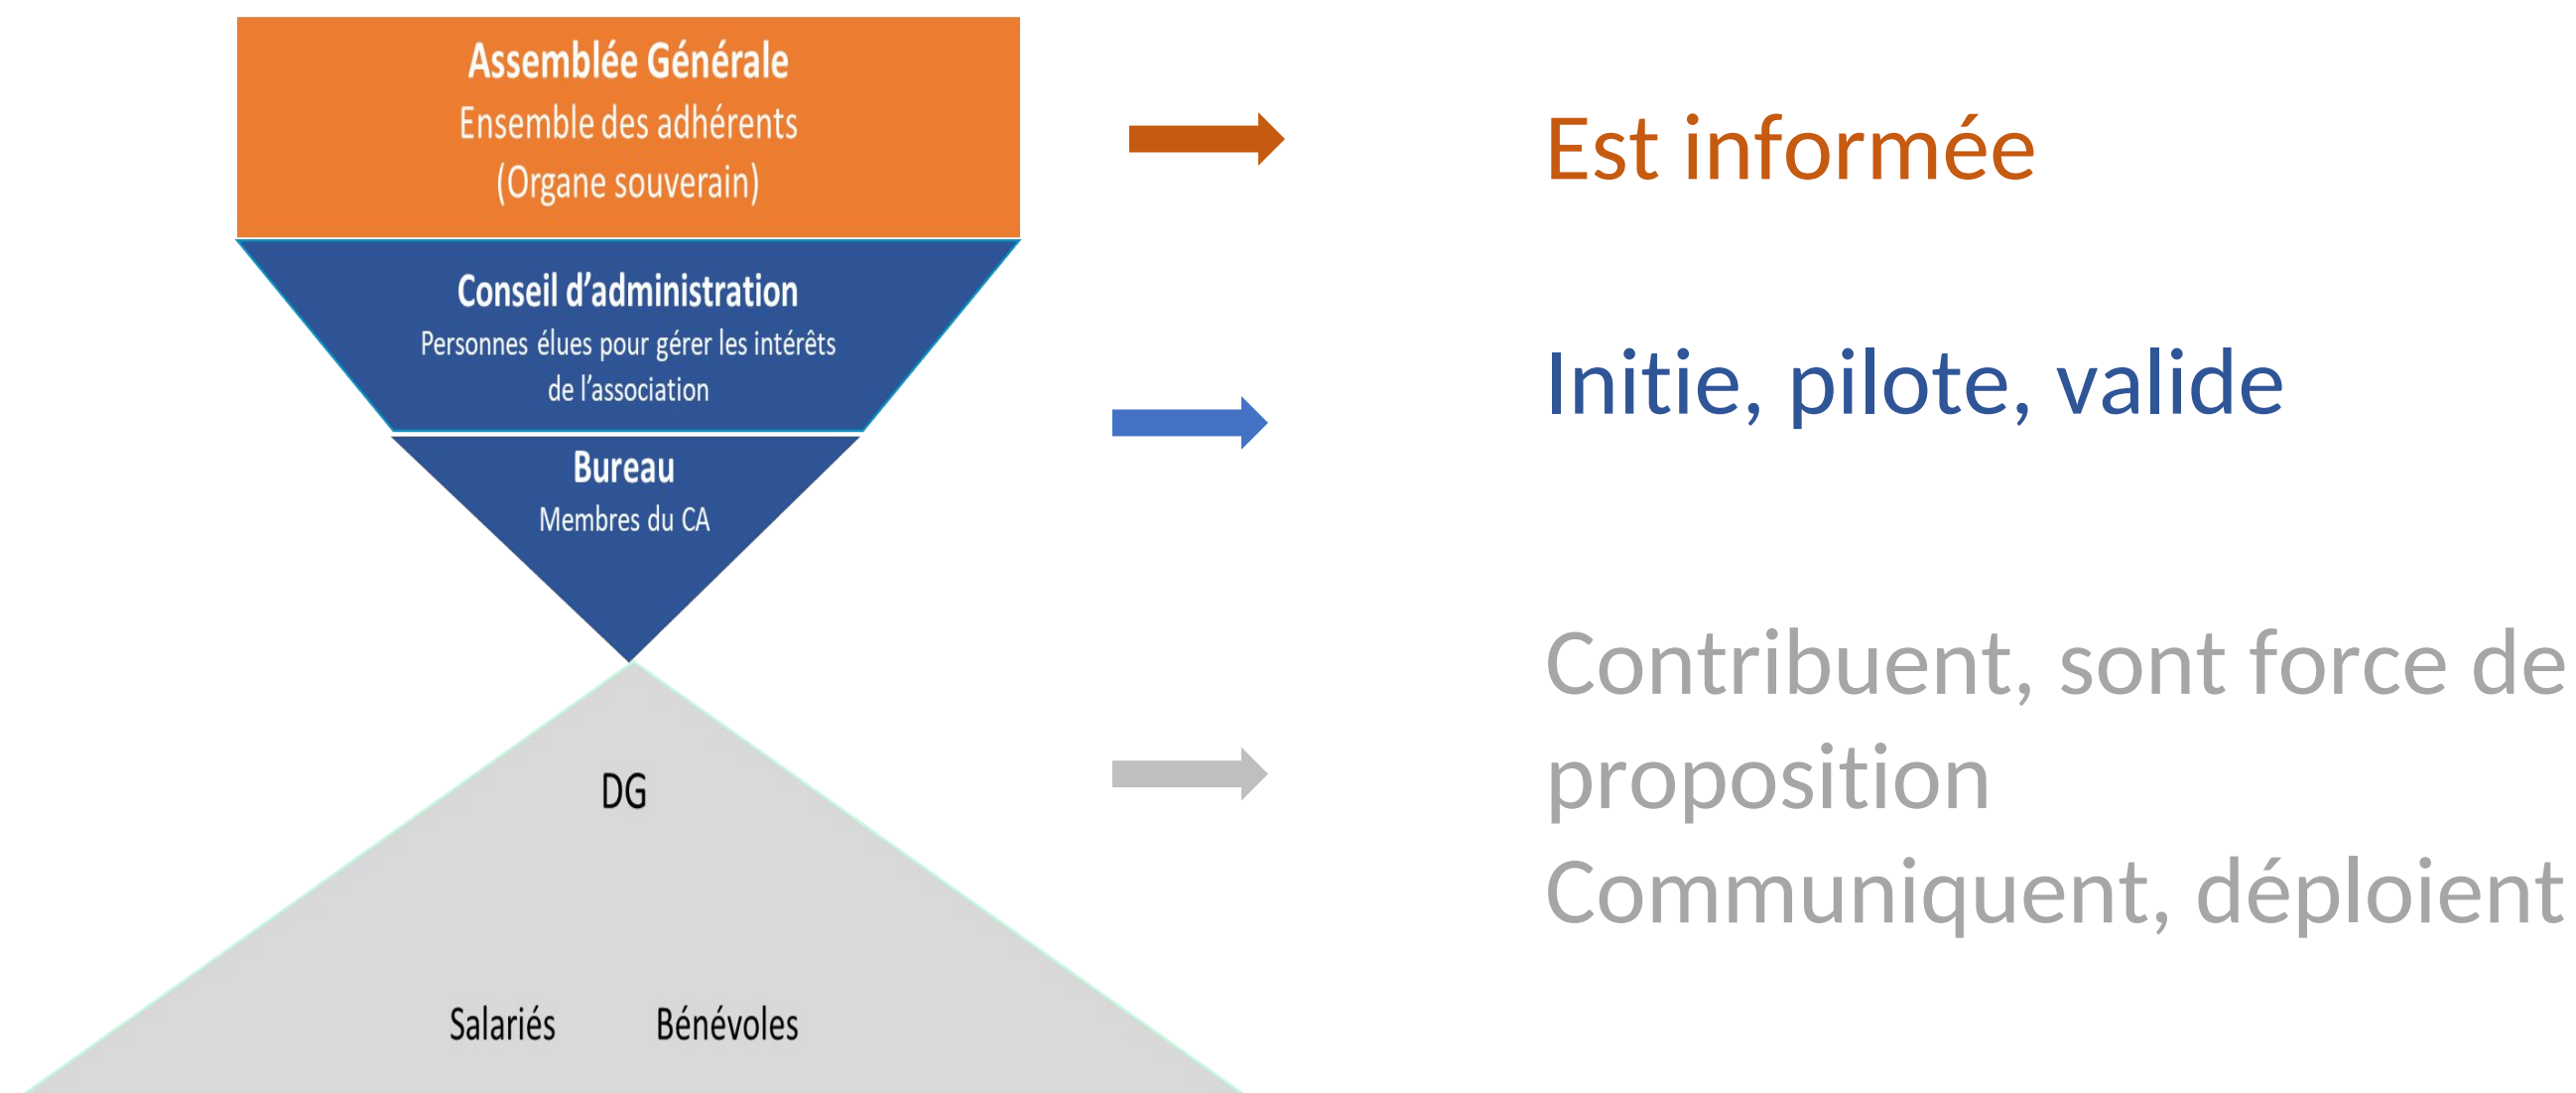 Assemblée Générale
Ensemble des adhérents
(Organe souverain)
Est informée
Conseil d’administration
Personnes élues pour gérer les intérêts
de l’association
Initie, pilote, valide
Bureau
Membres du CA
DG
Salariés Bénévoles
Contribuent, sont force de
proposition
Communiquent, déploient